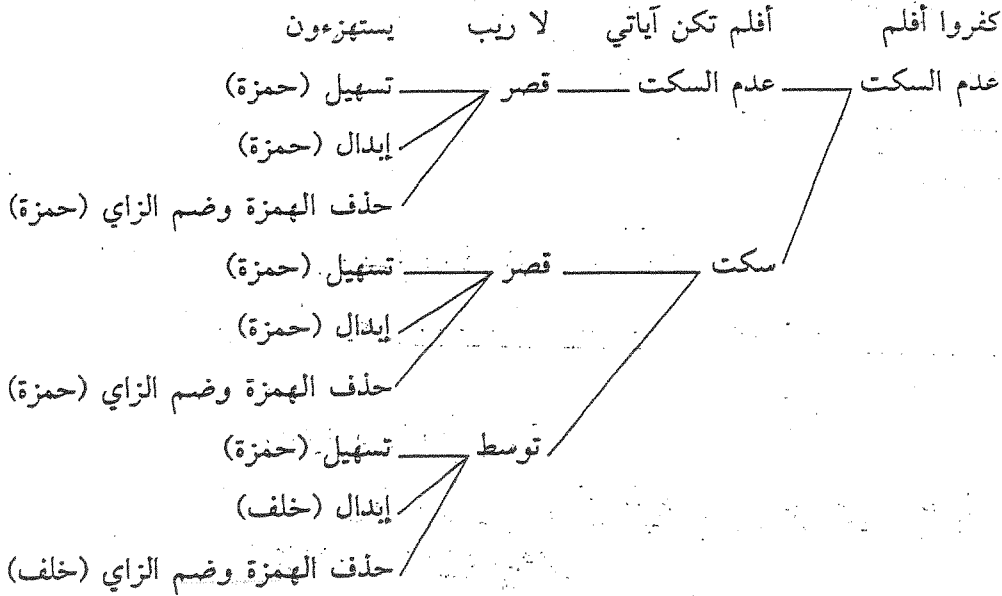 كفروا أفلم أفلم تكن آياتي لا ريب يستهزءون
عدم السكت عدم السكت قصر تسهيل (حمزة)
إبدال (حمزة)
حذف الهمزة وضم الزاي (حمزة)
سكت قصر تسهيل (حمزة)
إبدال (حمزة)
حذف الهمزة وضم الزاي (حمزة)
توسط تسهيل (حمزة)
إبدال (خلف)
حذف الهمزة وضم الزاي (خلف)